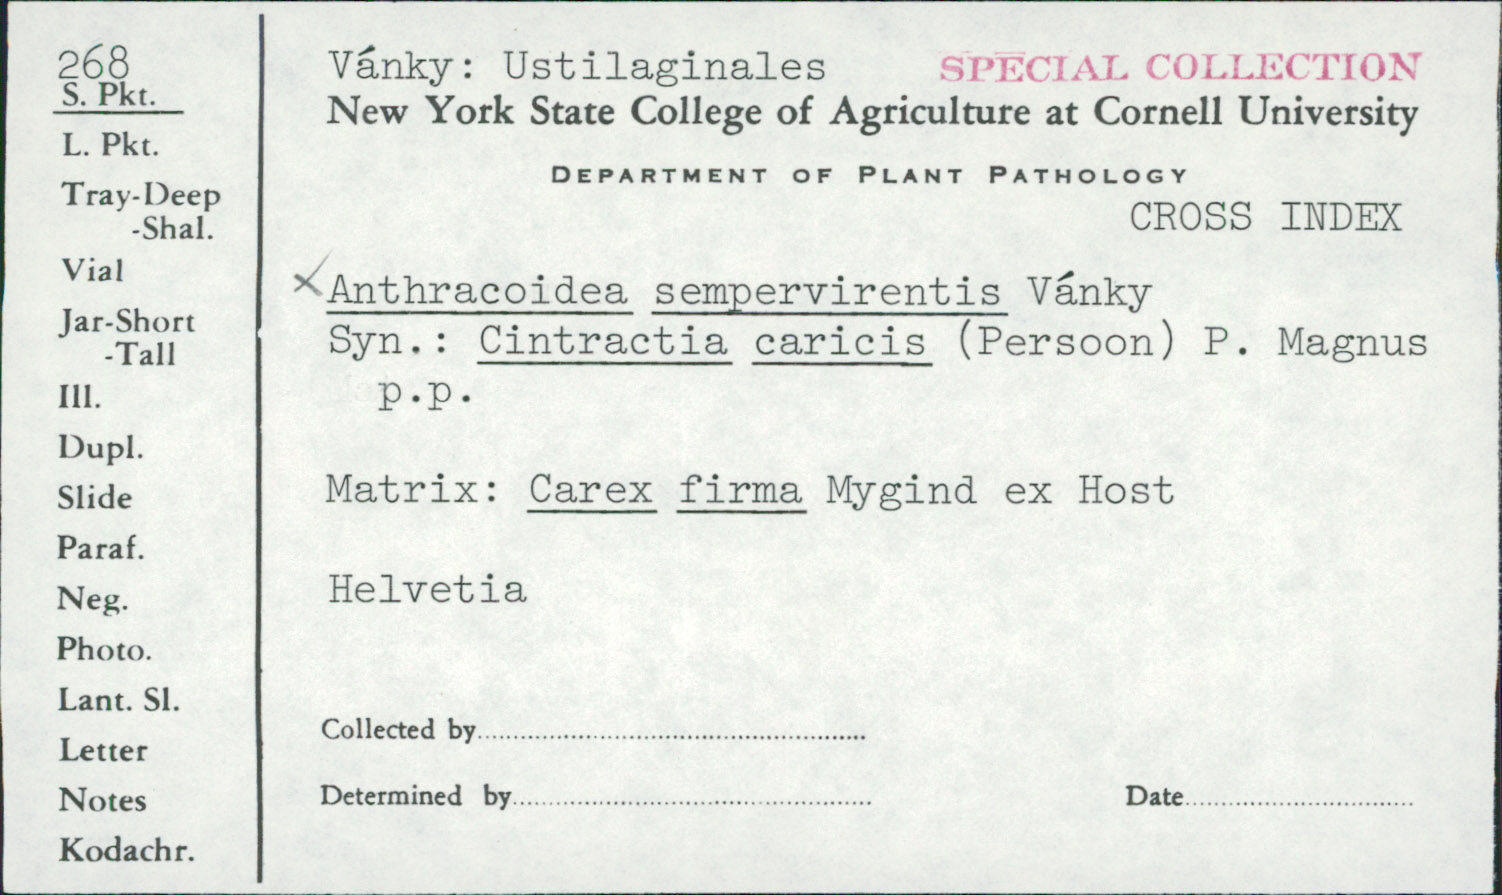 268
S. Pkt.
L. Pkt.
Tray-Deep
-Shal.
Vial
Jar-Short
-Tall
Ill.
Dupl.
Slide
Paraf.
Neg.
Photo.
Lant. Sl.
Letter
Notes
Kodachr.
Vánky: Ustilaginales SPECIAL COLLECTION
New York State College of Agriculture at Cornell University
DEPARTMENT OF PLANT PATHOLOGY
CROSS INDEX
Anthracoidea sempervirentis Vánky
Syn.: Cintractia caricis (Persoon) P. Magnus
p.p.
Matrix: Carex firma Mygind ex Host
Helvetia
Collected by
Determined by Date